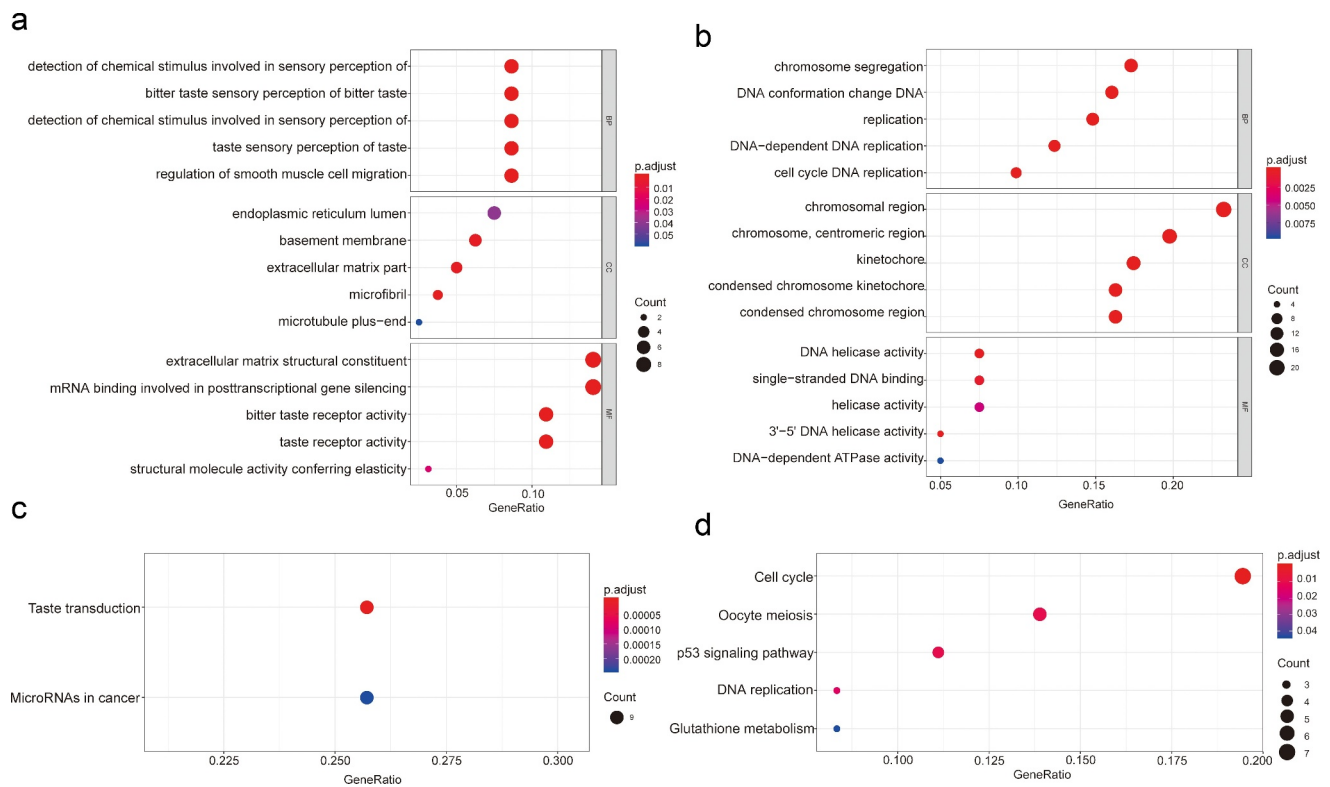 a
detection of chemical stimulus involved in sensory perception of
bitter taste sensory perception of bitter taste
detection of chemical stimulus involved in sensory perception of
taste sensory perception of taste
regulation of smooth muscle cell migration
BP
endoplasmic reticulum lumen
basement membrane
extracellular matrix part
microfibril
microtubule plus-end
CC
extracellular matrix structural constituent
mRNA binding involved in posttranscriptional gene silencing
bitter taste receptor activity
taste receptor activity
structural molecule activity conferring elasticity
MF
0.05 0.10
GeneRatio
p.adjust
0.01
0.02
0.03
0.04
0.05
Count
2
4
6
8
b
chromosome segregation
DNA conformation change DNA
replication
DNA−dependent DNA replication
cell cycle DNA replication
BP
chromosomal region
chromosome, centromeric region
kinetochore
condensed chromosome kinetochore
condensed chromosome region
CC
DNA helicase activity
single-stranded DNA binding
helicase activity
3'−5' DNA helicase activity
DNA-dependent ATPase activity
MF
0.05 0.10 0.15 0.20
GeneRatio
p.adjust
0.0025
0.0050
0.0075
Count
4
8
12
16
20
c
Taste transduction
MicroRNAs in cancer
0.225 0.250 0.275 0.300
GeneRatio
p.adjust
0.00005
0.00010
0.00015
0.00020
Count
9
d
Cell cycle
Oocyte meiosis
p53 signaling pathway
DNA replication
Glutathione metabolism
0.100 0.125 0.150 0.175 0.200
GeneRatio
p.adjust
0.01
0.02
0.03
0.04
Count
3
4
5
6
7